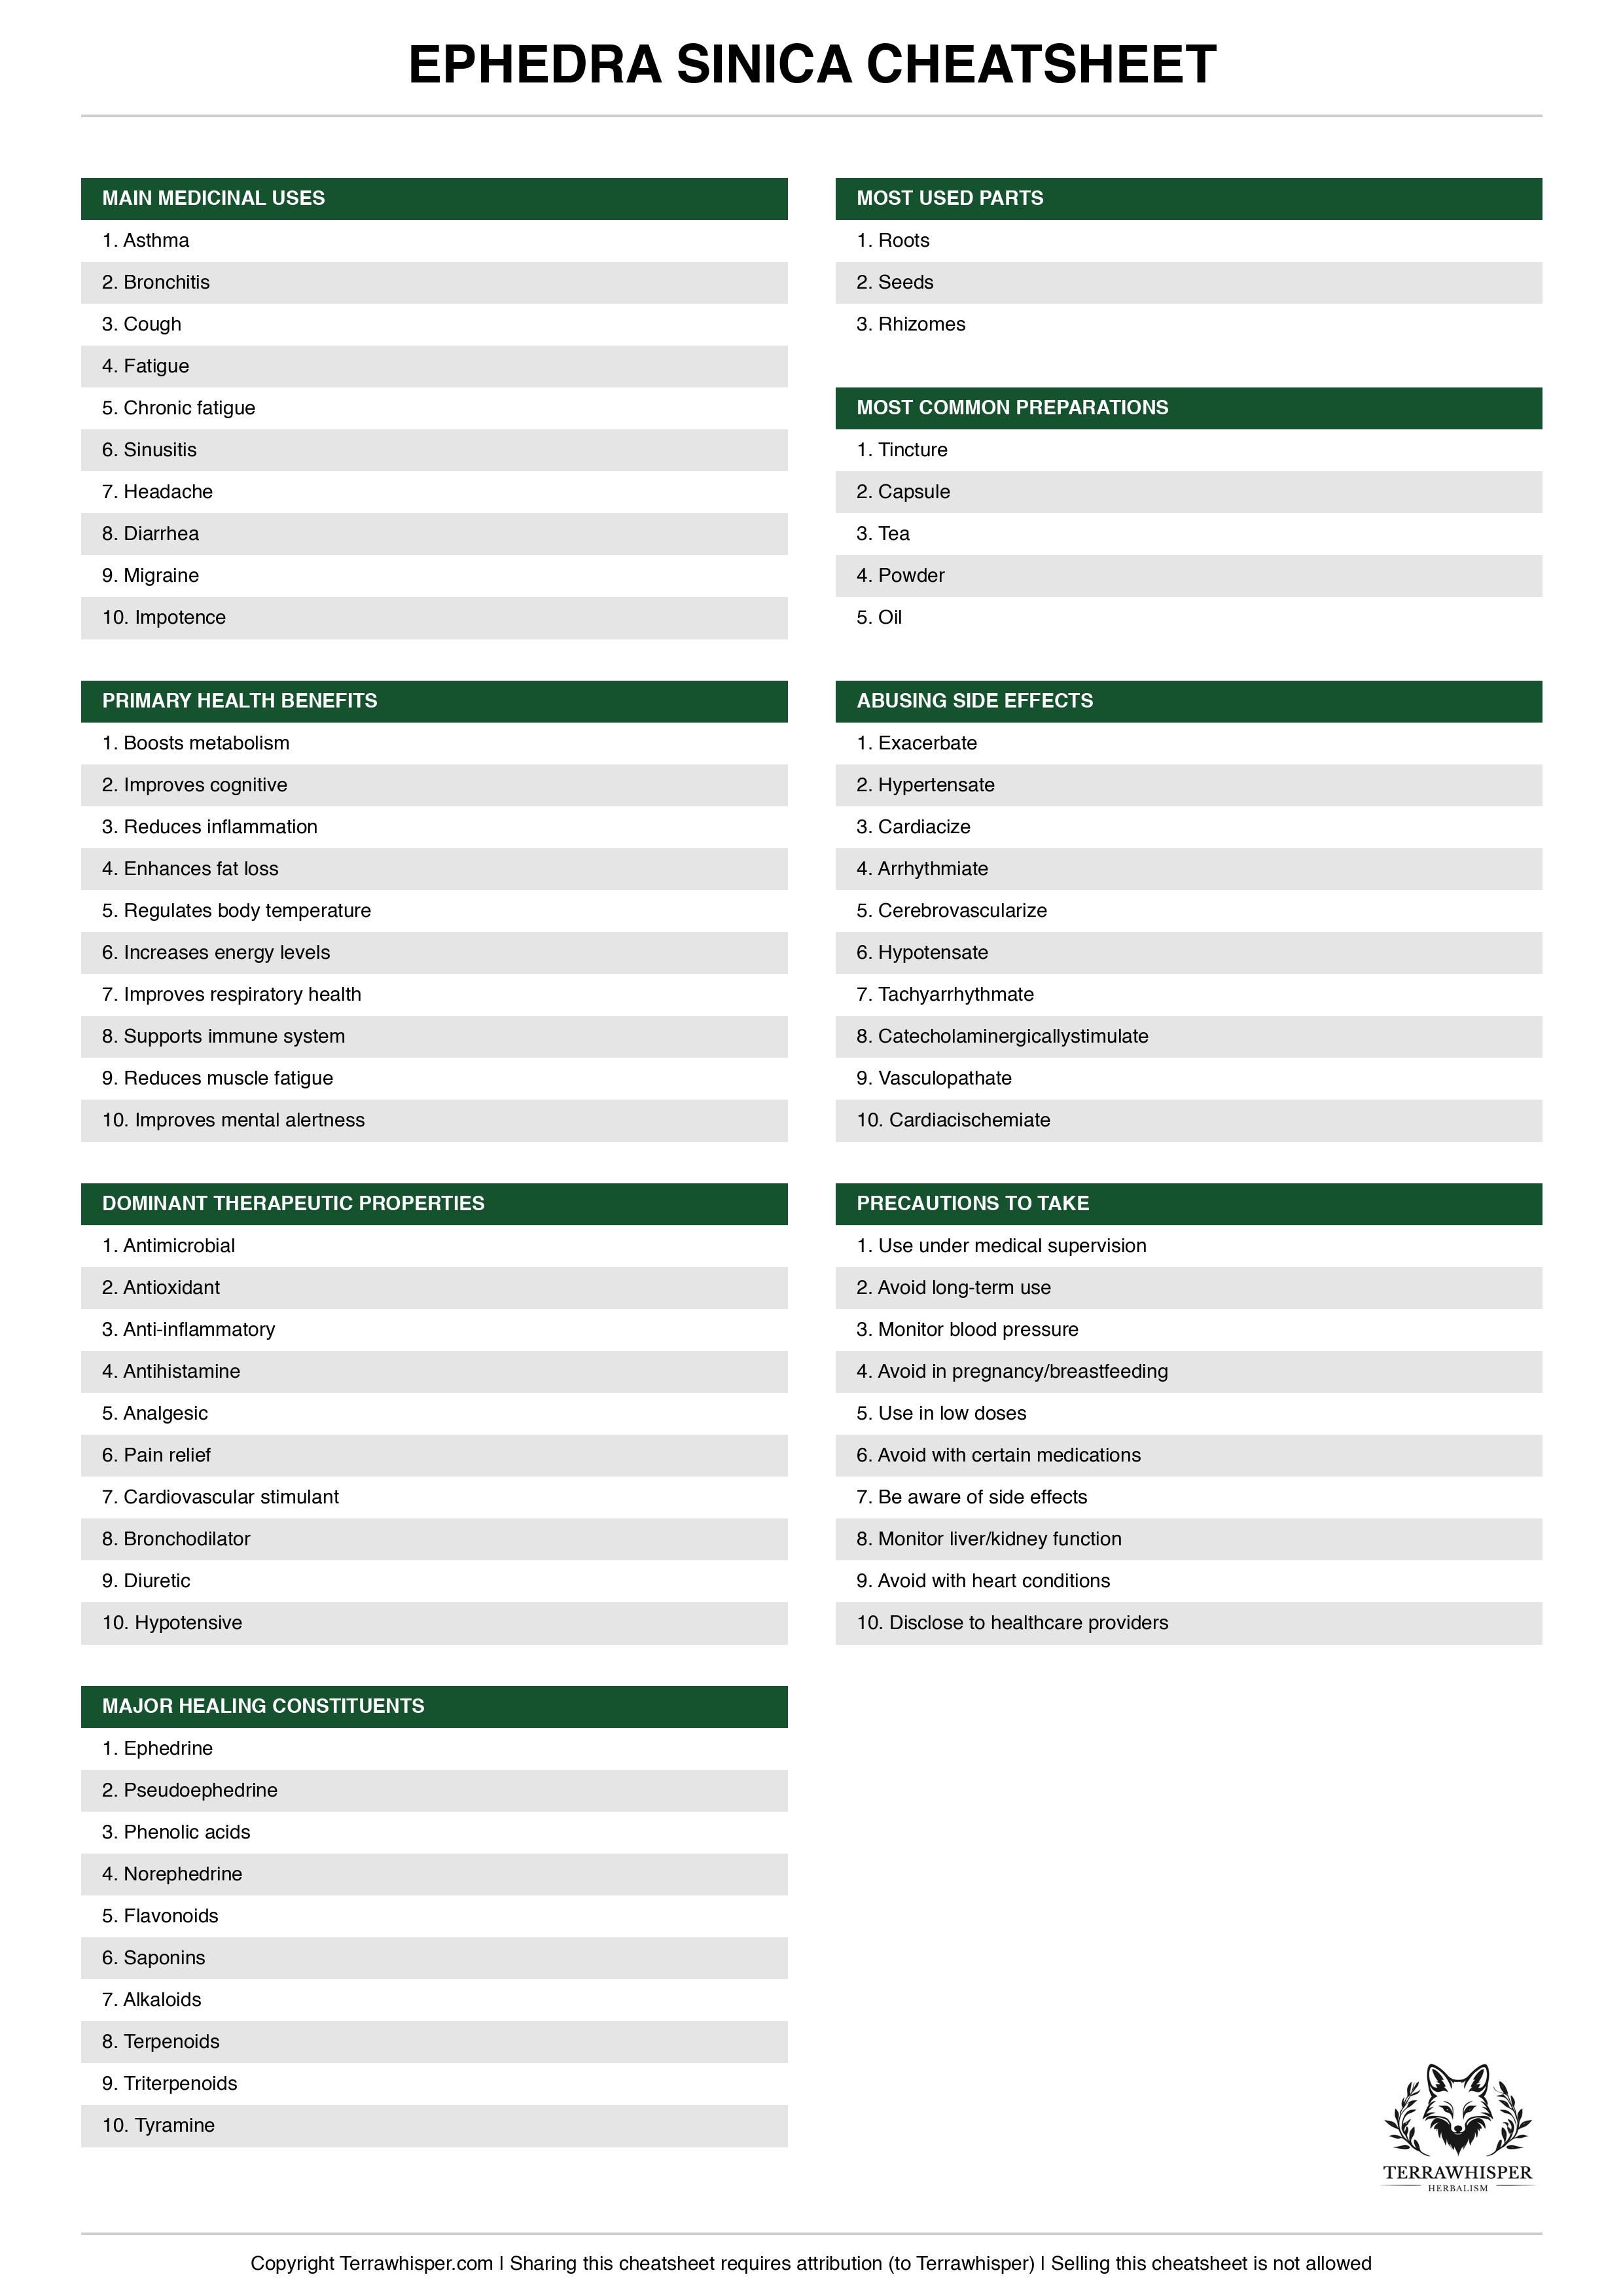 EPHEDRA SINICA CHEATSHEET
MAIN MEDICINAL USES
1. Asthma
2. Bronchitis
3. Cough
4. Fatigue
5. Chronic fatigue
6. Sinusitis
7. Headache
8. Diarrhea
9. Migraine
10. Impotence
PRIMARY HEALTH BENEFITS
1. Boosts metabolism
2. Improves cognitive
3. Reduces inflammation
4. Enhances fat loss
5. Regulates body temperature
6. Increases energy levels
7. Improves respiratory health
8. Supports immune system
9. Reduces muscle fatigue
10. Improves mental alertness
DOMINANT THERAPEUTIC PROPERTIES
1. Antimicrobial
2. Antioxidant
3. Anti-inflammatory
4. Antihistamine
5. Analgesic
6. Pain relief
7. Cardiovascular stimulant
8. Bronchodilator
9. Diuretic
10. Hypotensive
MAJOR HEALING CONSTITUENTS
1. Ephedrine
2. Pseudoephedrine
3. Phenolic acids
4. Norephedrine
5. Flavonoids
6. Saponins
7. Alkaloids
8. Terpenoids
9. Triterpenoids
10. Tyramine
MOST USED PARTS
1. Roots
2. Seeds
3. Rhizomes
MOST COMMON PREPARATIONS
1. Tincture
2. Capsule
3. Tea
4. Powder
5. Oil
ABUSING SIDE EFFECTS
1. Exacerbate
2. Hypertensate
3. Cardiacize
4. Arrhythmiate
5. Cerebrovascularize
6. Hypotensate
7. Tachyarrhythmate
8. Catecholaminergicallystimulate
9. Vasculopathate
10. Cardiacischemiate
PRECAUTIONS TO TAKE
1. Use under medical supervision
2. Avoid long-term use
3. Monitor blood pressure
4. Avoid in pregnancy/breastfeeding
5. Use in low doses
6. Avoid with certain medications
7. Be aware of side effects
8. Monitor liver/kidney function
9. Avoid with heart conditions
10. Disclose to healthcare providers
TERRAWHISPER
HERBALISM
Copyright Terrawhisper.com | Sharing this cheatsheet requires attribution (to Terrawhisper) | Selling this cheatsheet is not allowed